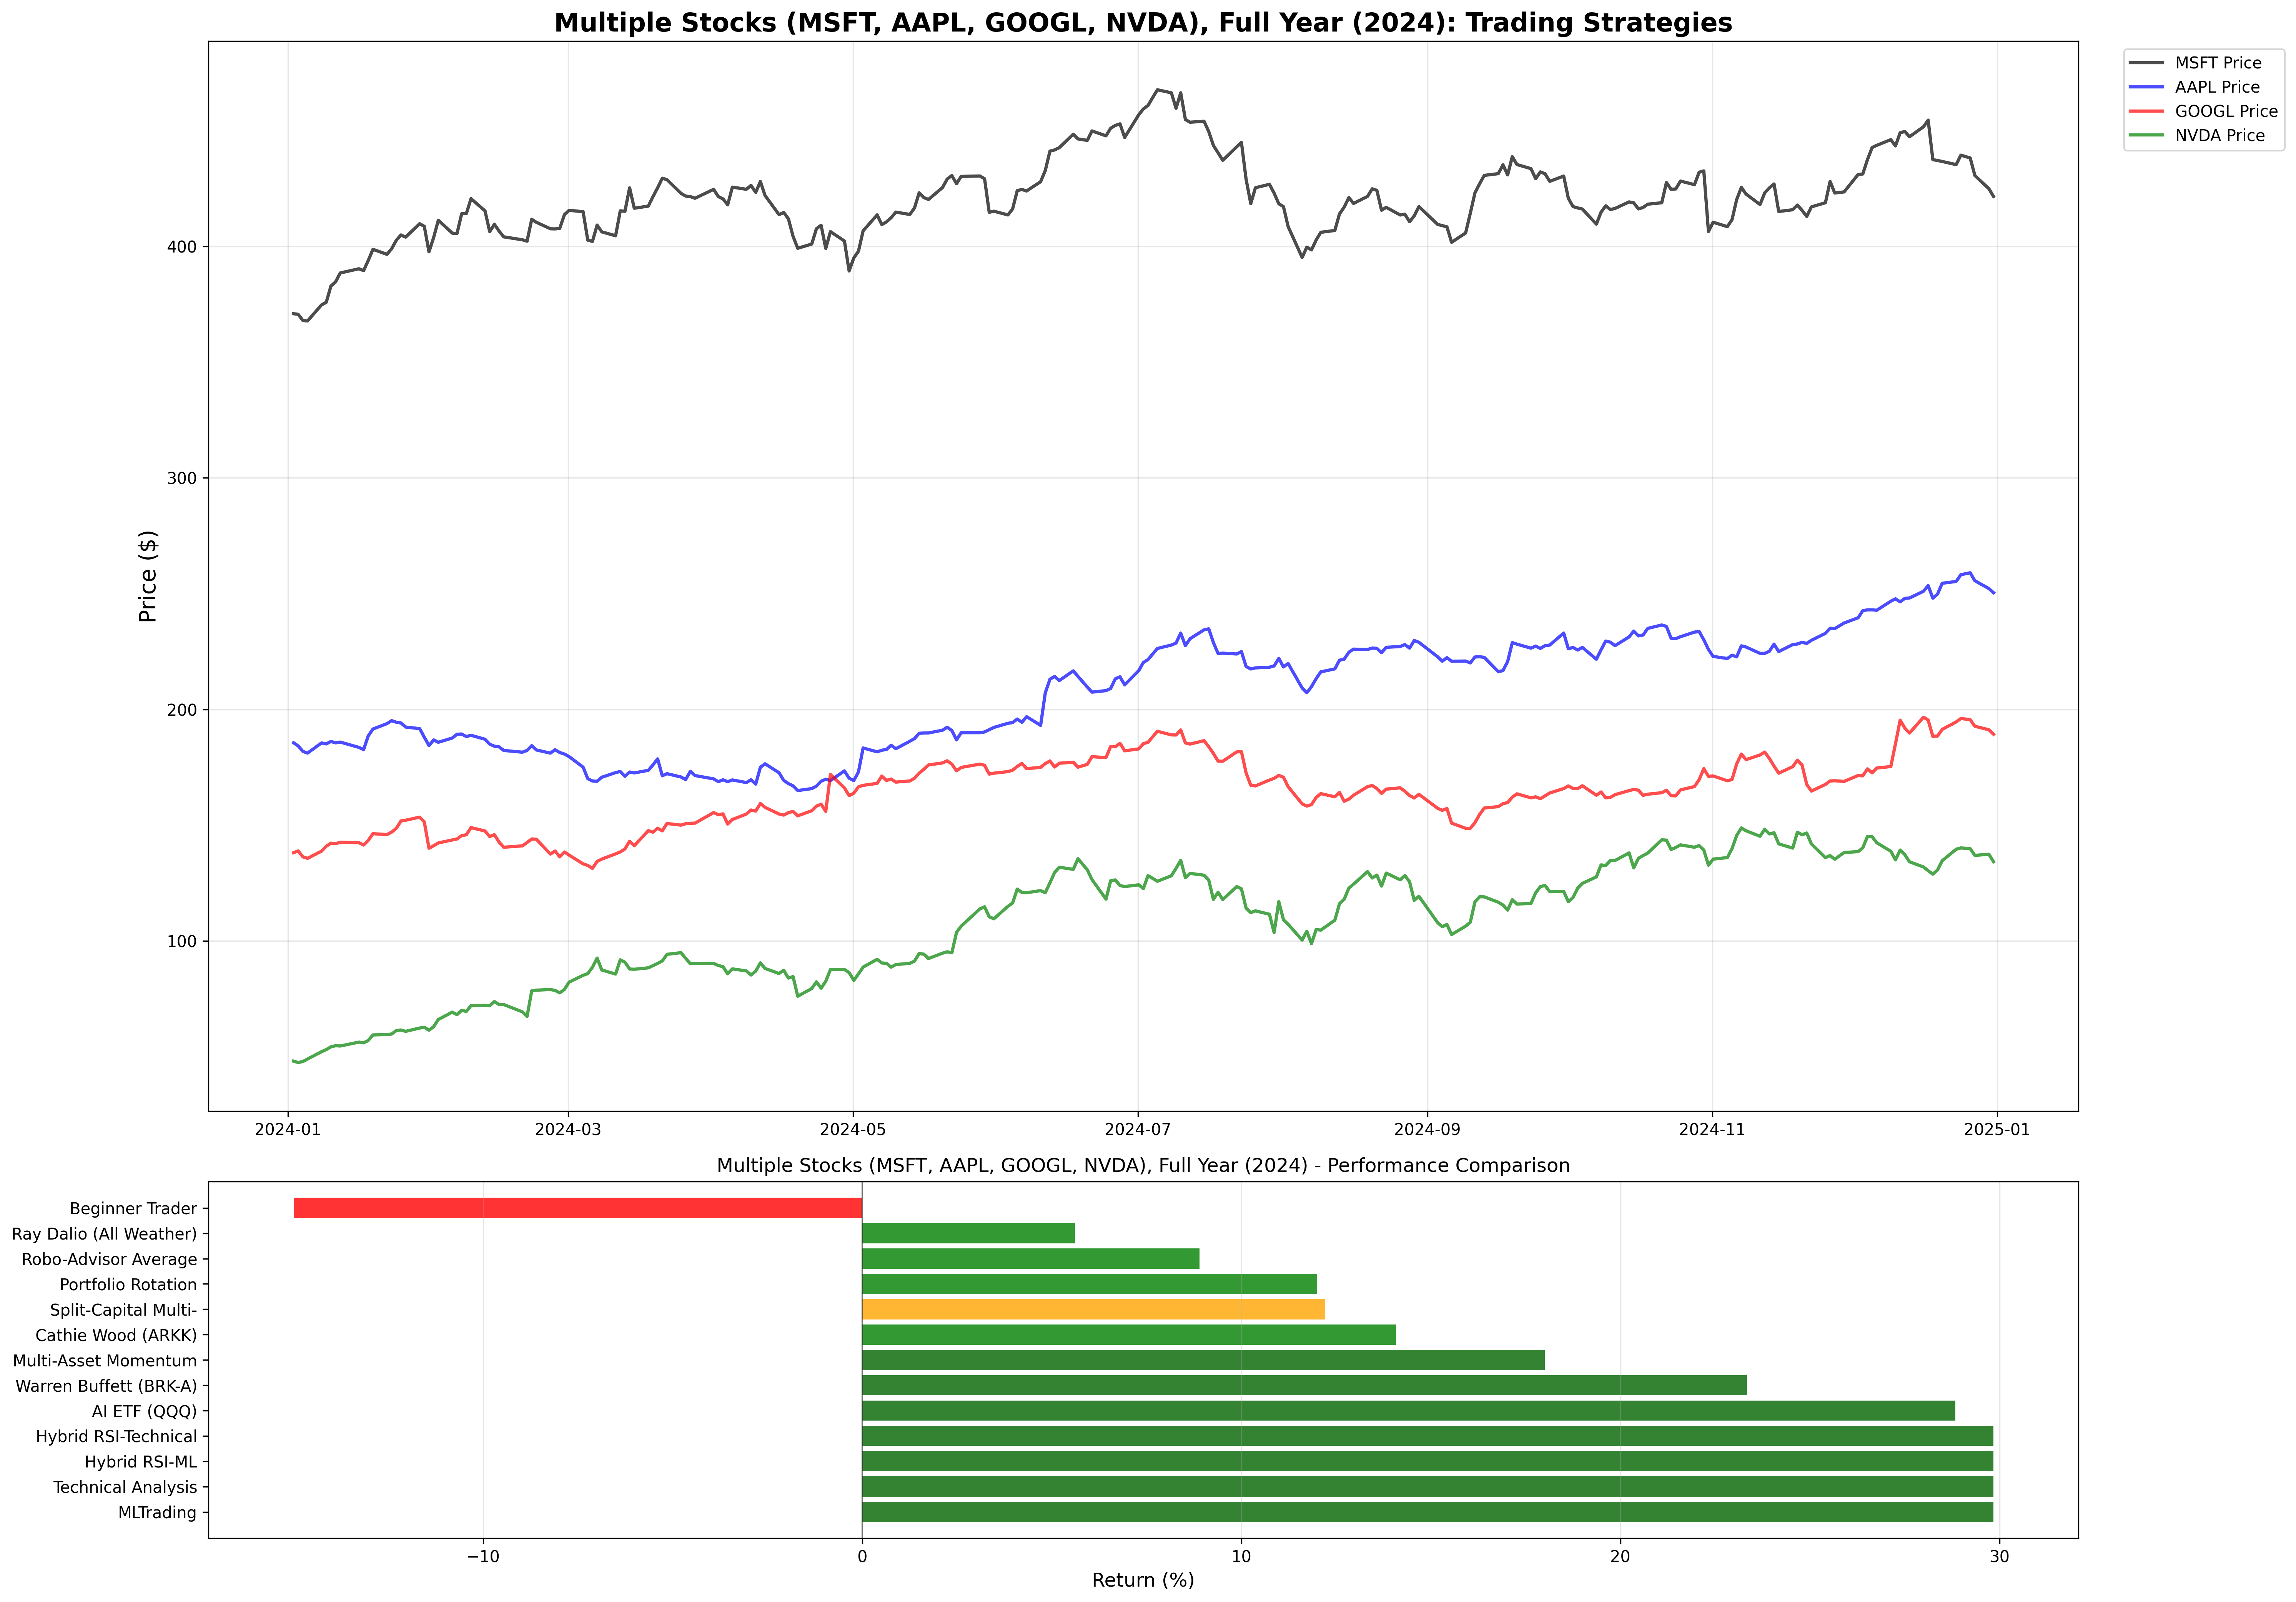 Multiple Stocks (MSFT, AAPL, GOOGL, NVDA), Full Year (2024): Trading Strategies
MSFT Price
AAPL Price
GOOGL Price
NVDA Price
Price ($)
400
300
200
100
2024-01
2024-03
2024-05
2024-07
2024-09
2024-11
2025-01
Multiple Stocks (MSFT, AAPL, GOOGL, NVDA), Full Year (2024) - Performance Comparison
Beginner Trader
Ray Dalio (All Weather)
Robo-Advisor Average
Portfolio Rotation
Split-Capital Multi-
Cathie Wood (ARKK)
Multi-Asset Momentum
Warren Buffett (BRK-A)
AI ETF (QQQ)
Hybrid RSI-Technical
Hybrid RSI-ML
Technical Analysis
MLTrading
−10
0
10
20
30
Return (%)